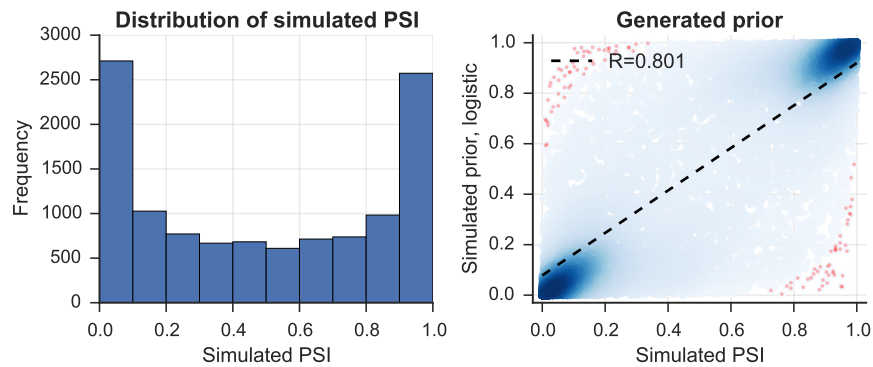 Distribution of simulated PSI
3000
2500
2000
1500
1000
500
0
Frequency
0.0 0.2 0.4 0.6 0.8 1.0
Simulated PSI
Generated prior
R=0.801
1.0
0.8
0.6
0.4
0.2
0.0
Simulated prior, logistic
0.0 0.2 0.4 0.6 0.8 1.0
Simulated PSI